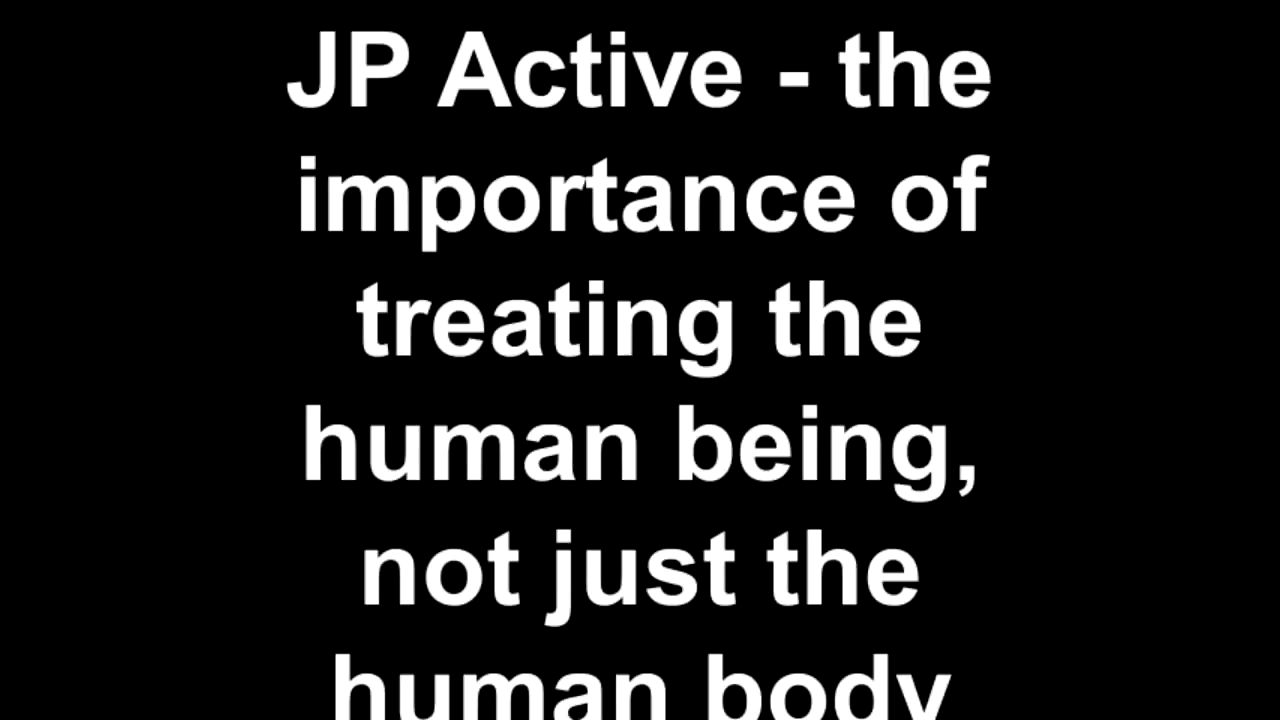 JP Active - the
importance of
treating the
human being,
not just the
human body